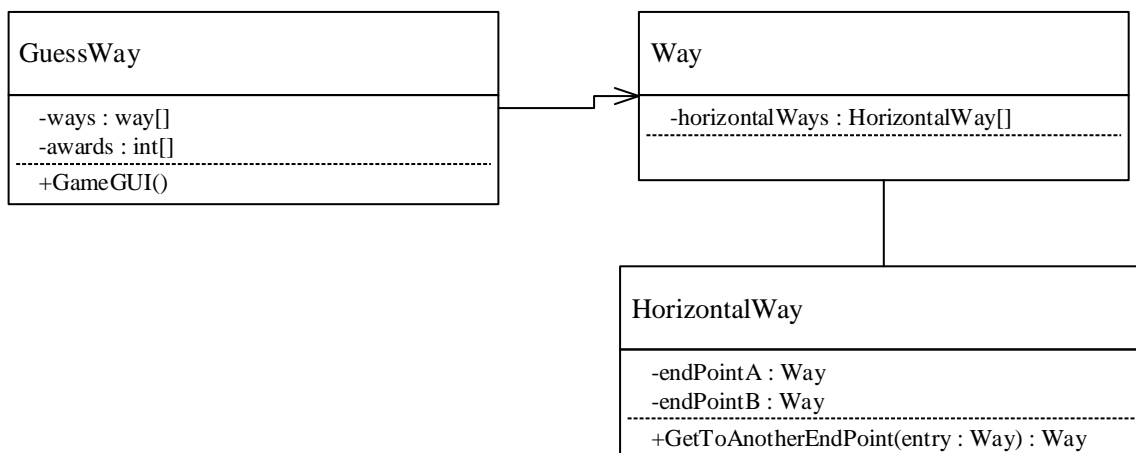 GuessWay
-ways : way[]
-awards : int[]
+GameGUI()
Way
-horizontalWays : HorizontalWay[]
HorizontalWay
-endPointA : Way
-endPointB : Way
+GetToAnotherEndPoint(entry : Way) : Way